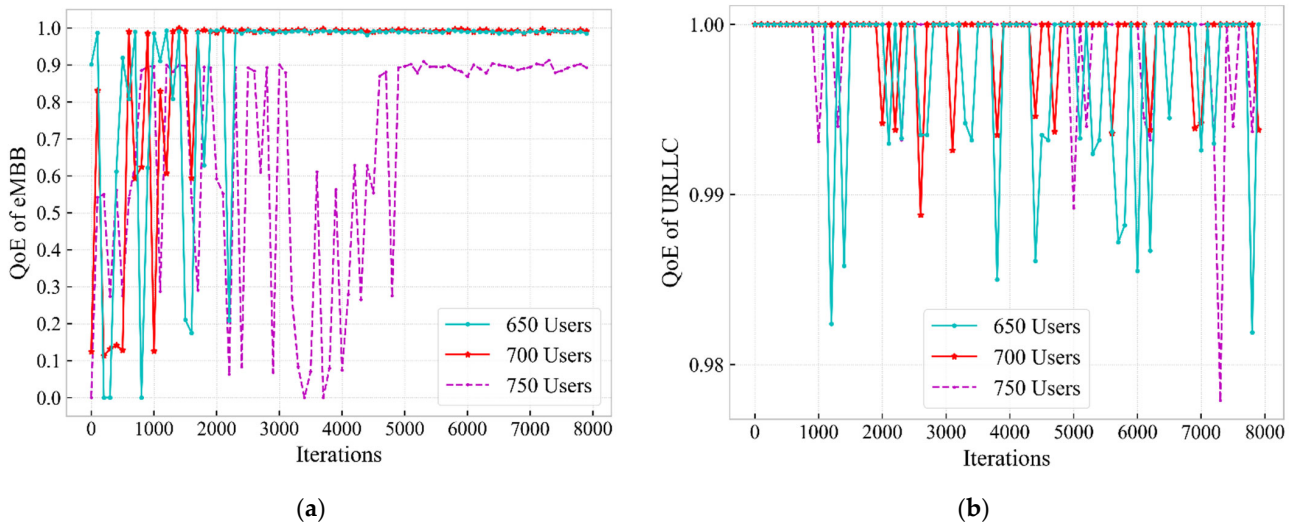 1.0
0.9
0.8
0.7
0.6
0.5
0.4
0.3
0.2
0.1
0.0
QoE of eMBB
650 Users
700 Users
750 Users
0 1000 2000 3000 4000 5000 6000 7000 8000
Iterations
(a)
1.00
0.99
0.98
QoE of URLLC
650 Users
700 Users
750 Users
0 1000 2000 3000 4000 5000 6000 7000 8000
Iterations
(b)